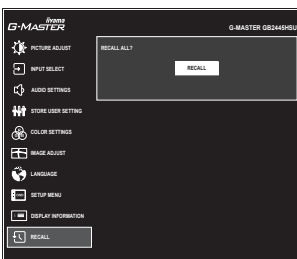 iiyama
G-MASTER
G-MASTER GB2445HSU
PICTURE ADJUST
RECALL ALL?
INPUT SELECT
RECALL
AUDIO SETTINGS
STORE USER SETTING
COLOR SETTINGS
IMAGE ADJUST
LANGUAGE
SETUP MENU
DISPLAY INFORMATION
RECALL